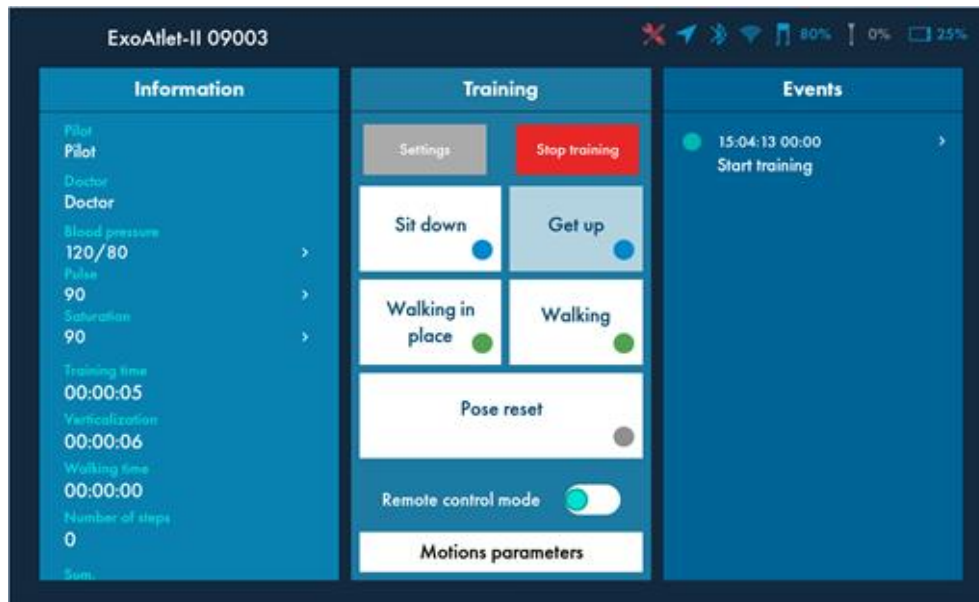 ExoAtlet-II 09003
80%
0%
25%
Information
Pilot
Pilot
Doctor
Doctor
Blood pressure
120/80
Pulse
90
Saturation
90
Training time
00:00:05
Verticalization
00:00:06
Walking time
00:00:00
Number of steps
0
Sum.
Training
Settings
Stop training
Sit down
Get up
Walking in
place
Walking
Pose reset
Remote control mode
Motions parameters
Events
15:04:13 00:00
Start training